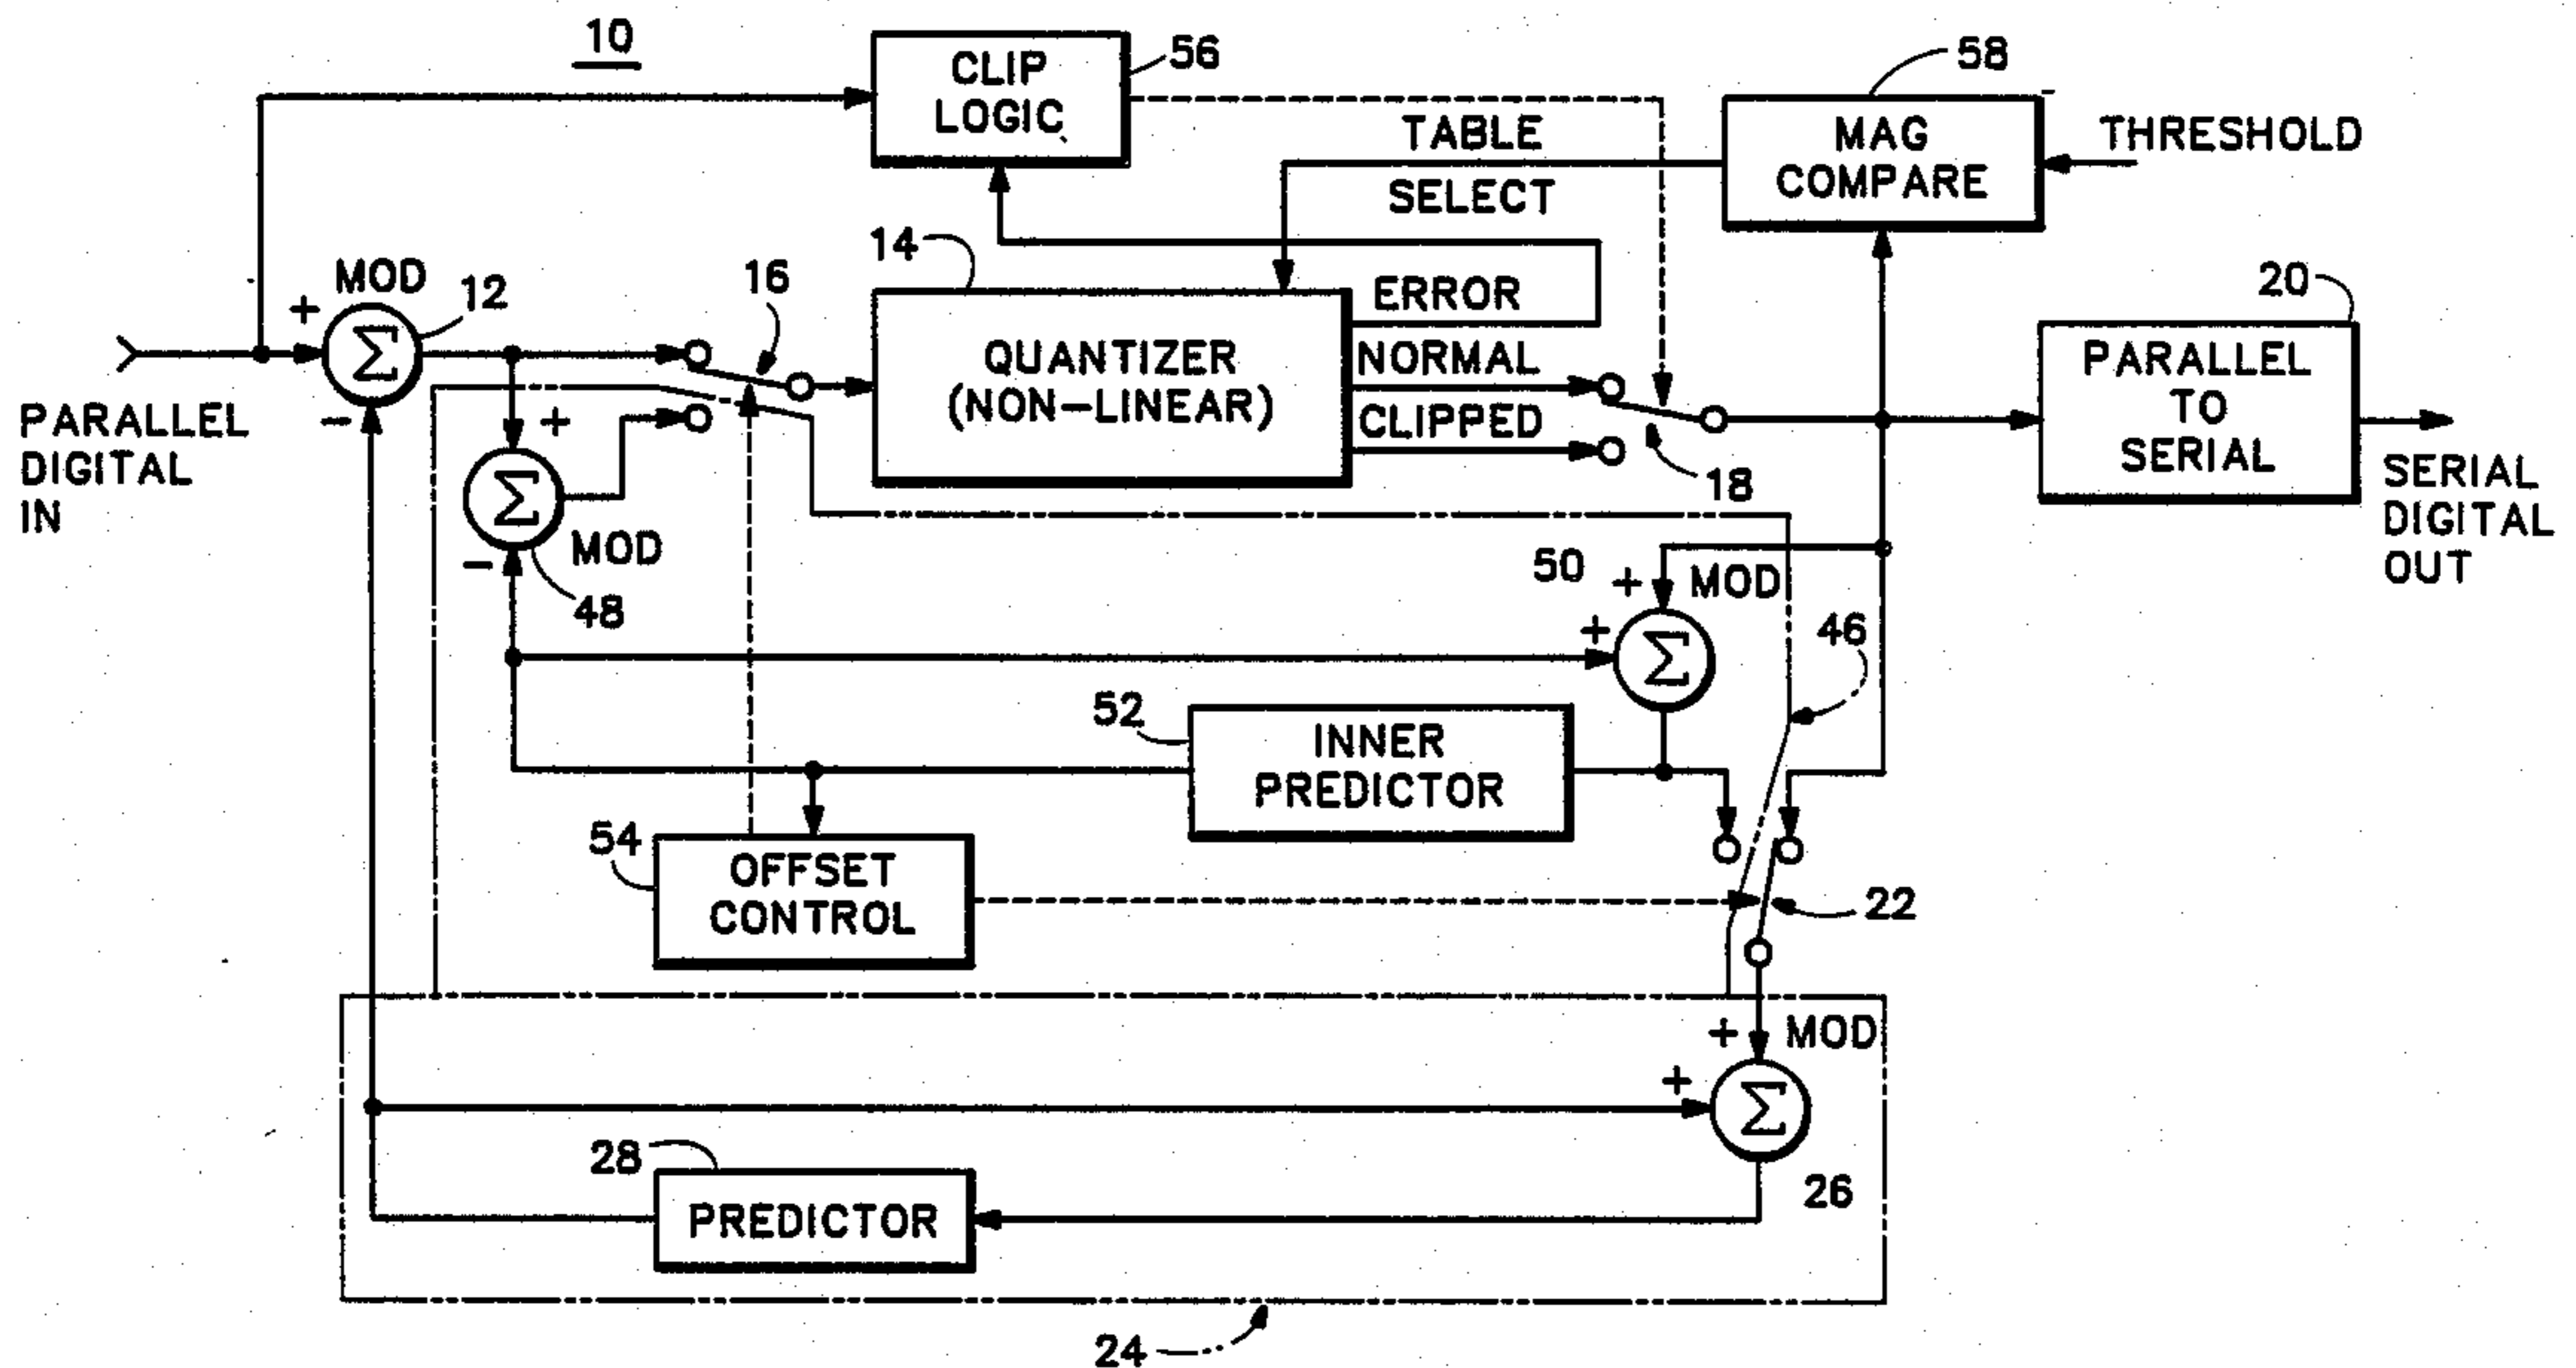 10
CLIP
LOGIC
56
58
MAG
COMPARE
THRESHOLD
TABLE
SELECT
14
16
MOD
12
+
Σ
-
PARALLEL
DIGITAL
IN
+
Σ
MOD
-
48
QUANTIZER
(NON-LINEAR)
ERROR
NORMAL
CLIPPED
18
20
PARALLEL
TO
SERIAL
SERIAL
DIGITAL
OUT
50
+
MOD
+
Σ
46
52
INNER
PREDICTOR
54
OFFSET
CONTROL
22
+
MOD
+
Σ
26
28
PREDICTOR
24